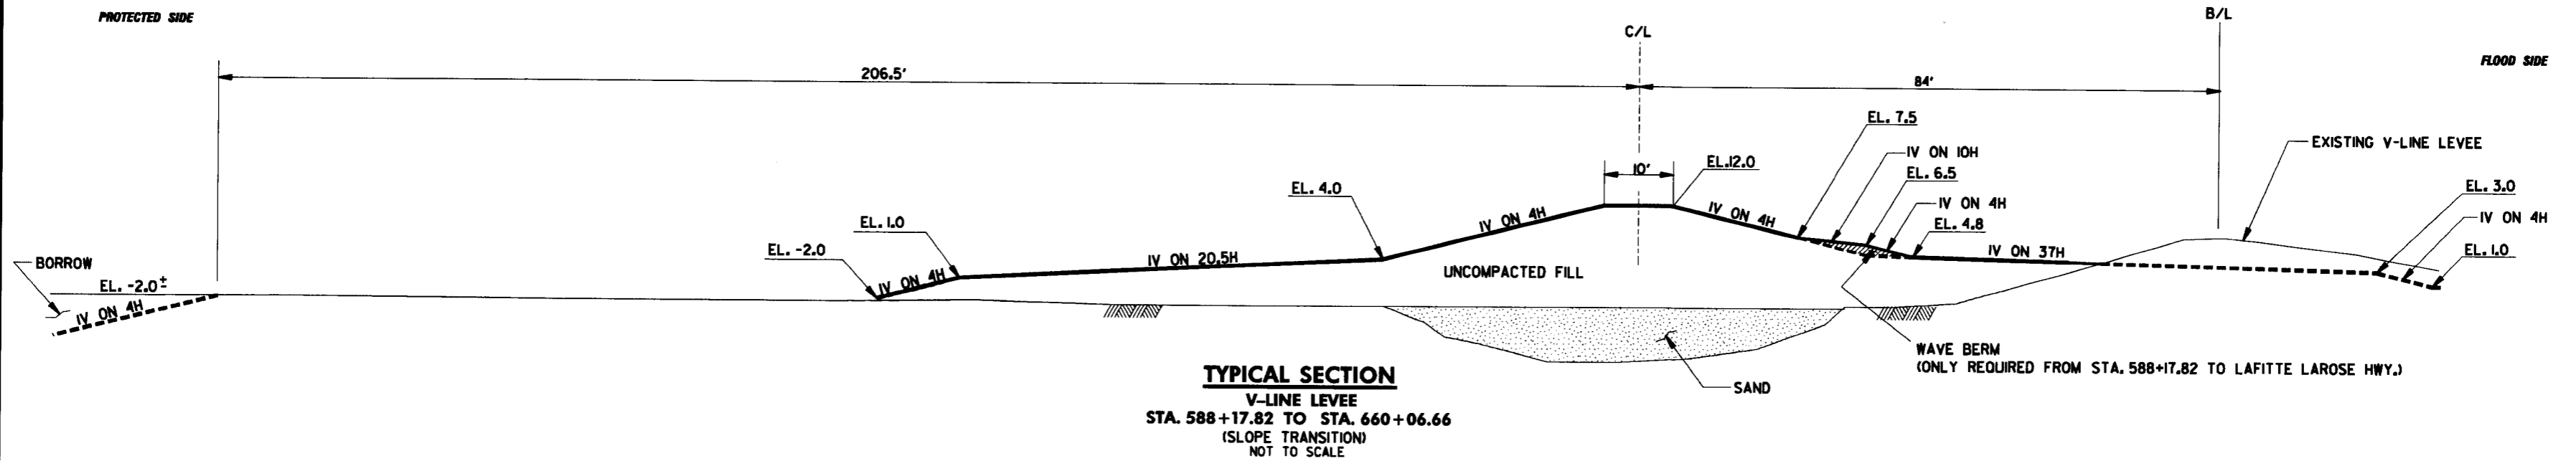 PROTECTED SIDE
B/L
C/L
FLOOD SIDE
206.5'
84'
EL. 7.5
EXISTING V-LINE LEVEE
IV ON 10H
EL.12.0
10'
EL. 6.5
EL. 4.0
EL. 3.0
IV ON 4H
IV ON 4H
IV ON 4H
IV ON 4H
EL. 1.0
EL. 4.8
EL. -2.0
IV ON 20.5H
IV ON 37H
EL. 1.0
BORROW
UNCOMPACTED FILL
IV ON 4H
EL. -2.0±
IV ON 4H
WAVE BERM
(ONLY REQUIRED FROM STA. 588+17.82 TO LAFITTE LAROSE HWY.)
SAND
TYPICAL SECTION
V-LINE LEVEE
STA. 588+17.82 TO STA. 660+06.66
(SLOPE TRANSITION)
NOT TO SCALE